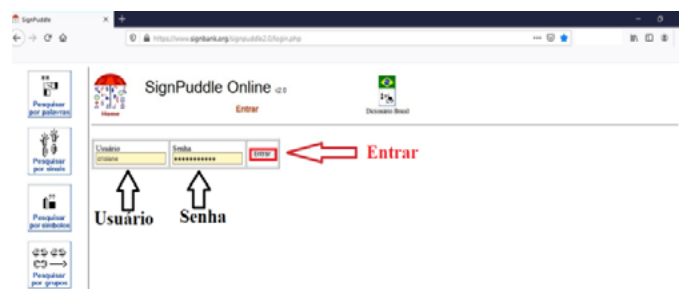 SignPuddle
https://www.signbank.org/signpuddle2.0/login.php
SignPuddle Online v2.0
Entrar
Home
Dicionário Brasil
Pesquisar
por palavras
Pesquisar
por sinais
Pesquisar
por símbolos
Pesquisar
por grupos
Usuário
Senha
cristiane
Entrar
Entrar
Usuário
Senha